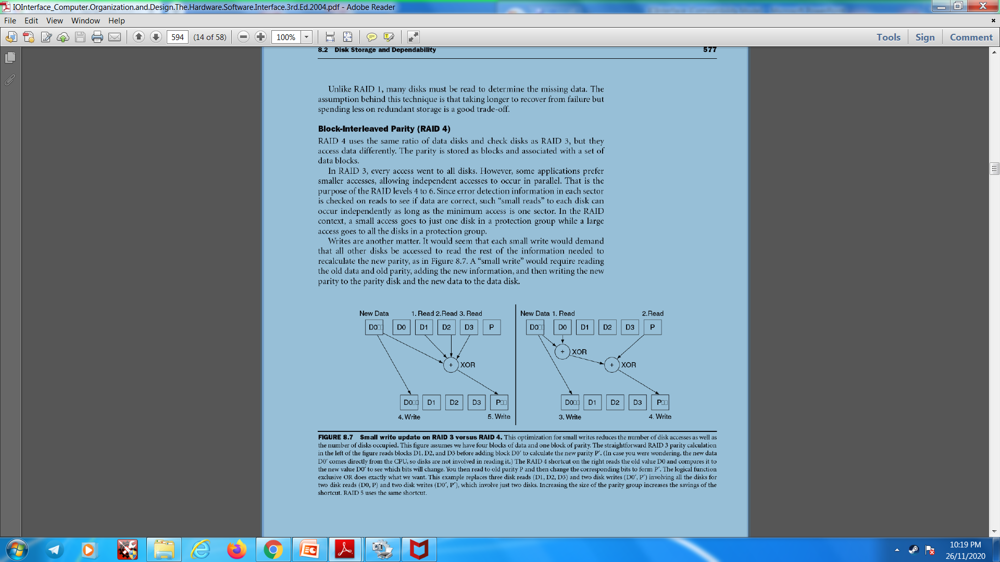 IOInterface_Computer.Organization.and.Design.The.Hardware.Software.Interface.3rd.Ed.2004.pdf - Adobe Reader
File Edit View Window Help
594 (14 of 58) 100% Tools Sign Comment
8.2 Disk Storage and Dependability 577
Unlike RAID 1, many disks must be read to determine the missing data. The
assumption behind this technique is that taking longer to recover from failure but
spending less on redundant storage is a good trade-off.
Block-Interleaved Parity (RAID 4)
RAID 4 uses the same ratio of data disks and check disks as RAID 3, but they
access data differently. The parity is stored as blocks and associated with a set of
data blocks.
In RAID 3, every access went to all disks. However, some applications prefer
smaller accesses, allowing independent accesses to occur in parallel. That is the
purpose of the RAID levels 4 to 6. Since error detection information in each sector
is checked on reads to see if data are correct, such “small reads” to each disk can
occur independently as long as the minimum access is one sector. In the RAID
context, a small access goes to just one disk in a protection group while a large
access goes to all the disks in a protection group.
Writes are another matter. It would seem that each small write would demand
that all other disks be accessed to read the rest of the information needed to
recalculate the new parity, as in Figure 8.7. A “small write” would require reading
the old data and old parity, adding the new information, and then writing the new
parity to the parity disk and the new data to the data disk.
New Data 1. Read 2.Read 3. Read
D0□□ D0 D1 D2 D3 P
+ XOR
D0□□ D1 D2 D3 P□□
4. Write 5. Write
New Data 1. Read 2.Read
D0□□ D0 D1 D2 D3 P
+ XOR
+ XOR
D0□□ D1 D2 D3 P□□
3. Write 4. Write
FIGURE 8.7 Small write update on RAID 3 versus RAID 4. This optimization for small writes reduces the number of disk accesses as well as
the number of disks occupied. This figure assumes we have four blocks of data and one block of parity. The straightforward RAID 3 parity calculation
in the left of the figure reads blocks D1, D2, and D3 before adding block D0′ to calculate the new parity P′. (In case you were wondering, the new data
D0′ comes directly from the CPU, so disks are not involved in reading it.) The RAID 4 shortcut on the right reads the old value D0 and compares it to
the new value D0′ to see which bits will change. You then read to old parity P and then change the corresponding bits to form P′. The logical function
exclusive OR does exactly what we want. This example replaces three disk reads (D1, D2, D3) and two disk writes (D0′, P′) involving all the disks for
two disk reads (D0, P) and two disk writes (D0′, P′), which involve just two disks. Increasing the size of the parity group increases the savings of the
shortcut. RAID 5 uses the same shortcut.
10:19 PM
26/11/2020